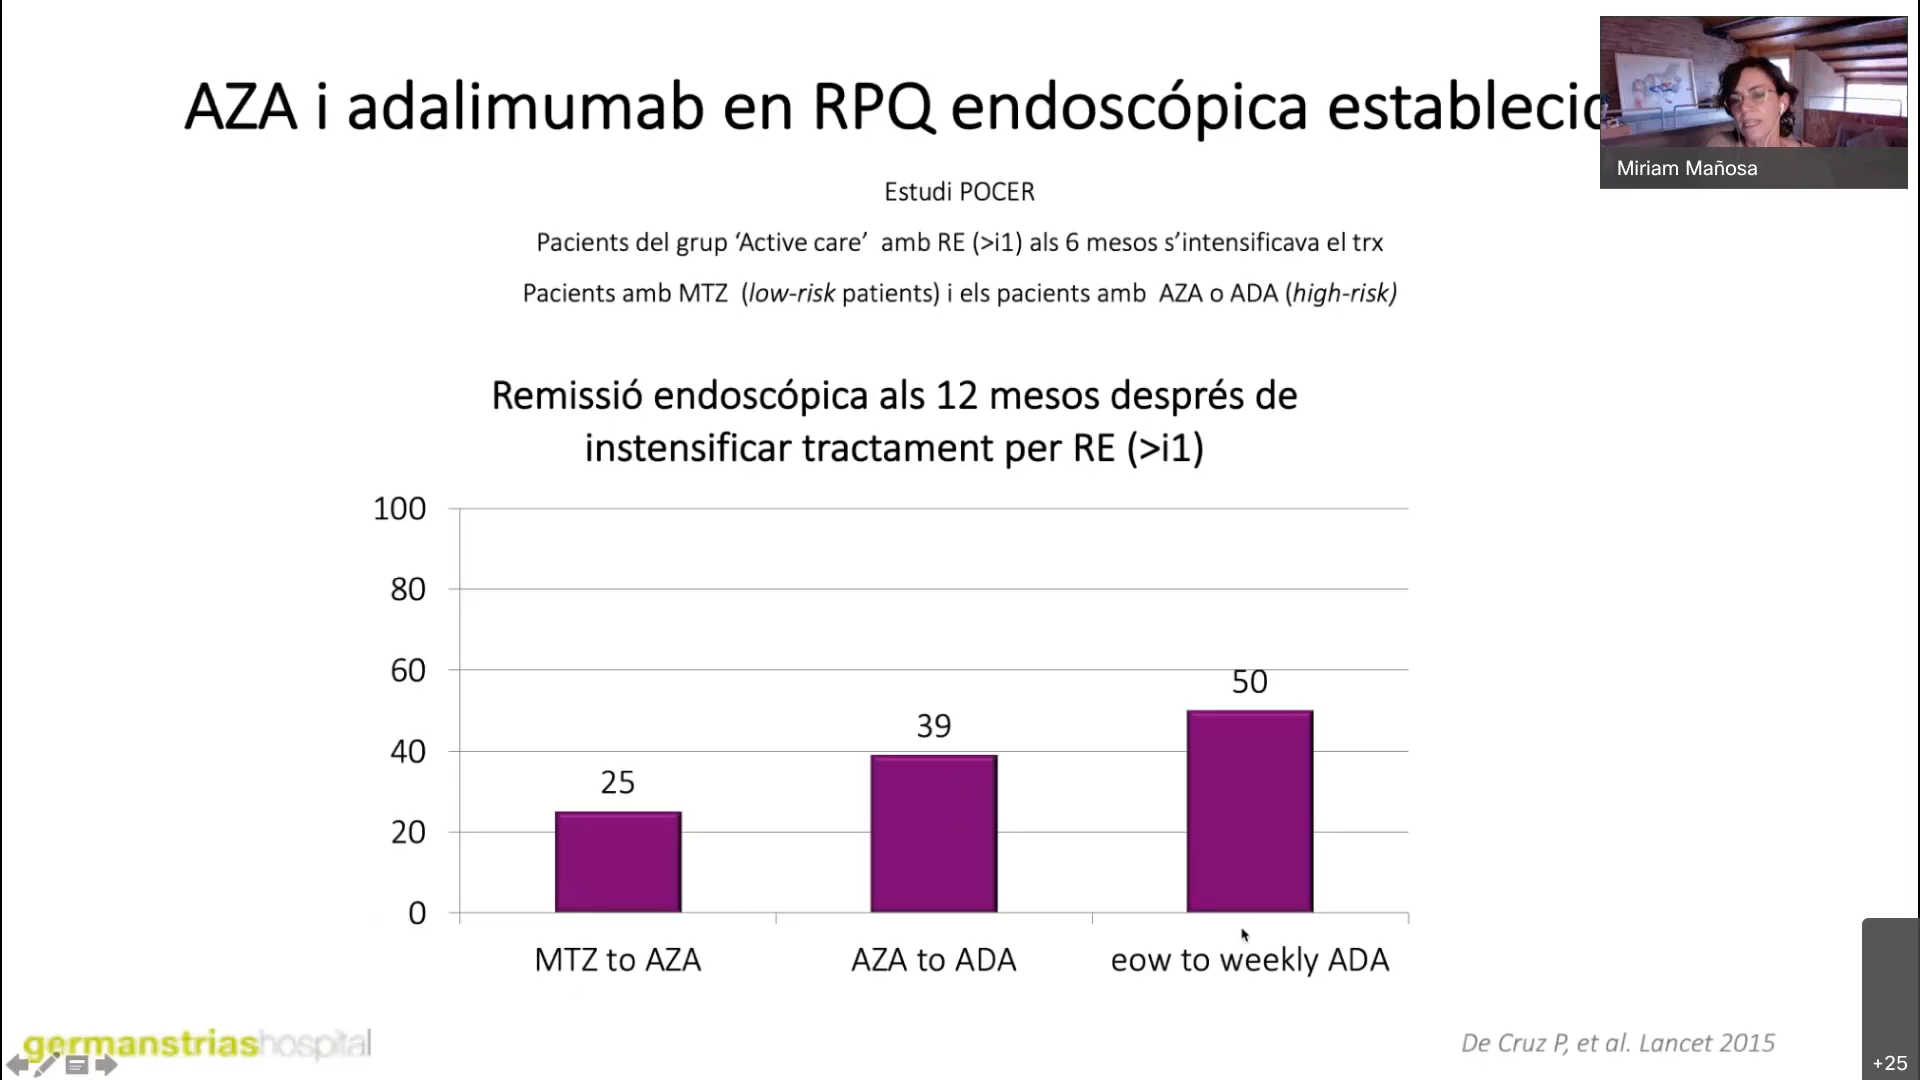 AZA i adalimumab en RPQ endoscópica establecid
Miriam Mañosa
Estudi POCER
Pacients del grup ‘Active care’ amb RE (>i1) als 6 mesos s’intensificava el trx
Pacients amb MTZ (low-risk patients) i els pacients amb AZA o ADA (high-risk)
Remissió endoscópica als 12 mesos després de
instensificar tractament per RE (>i1)
100
80
60
40
20
0
25
39
50
MTZ to AZA
AZA to ADA
eow to weekly ADA
germanstriashospital
De Cruz P, et al. Lancet 2015
+25